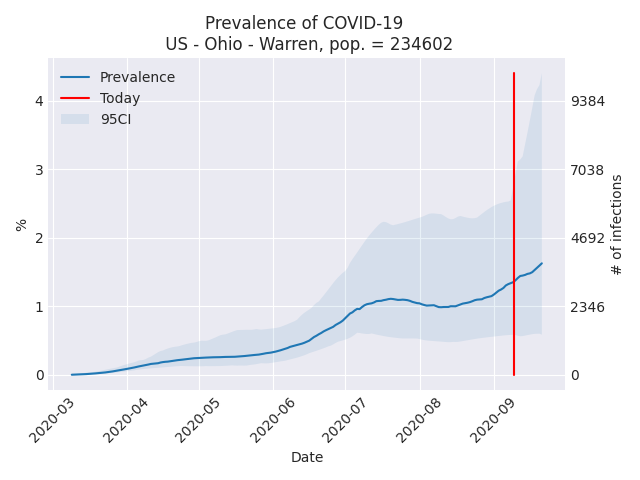 Prevalence of COVID-19
US - Ohio - Warren, pop. = 234602
Prevalence
Today
95CI
4
3
2
1
0
%
9384
7038
4692
2346
0
# of infections
2020-03
2020-04
2020-05
2020-06
2020-07
2020-08
2020-09
Date